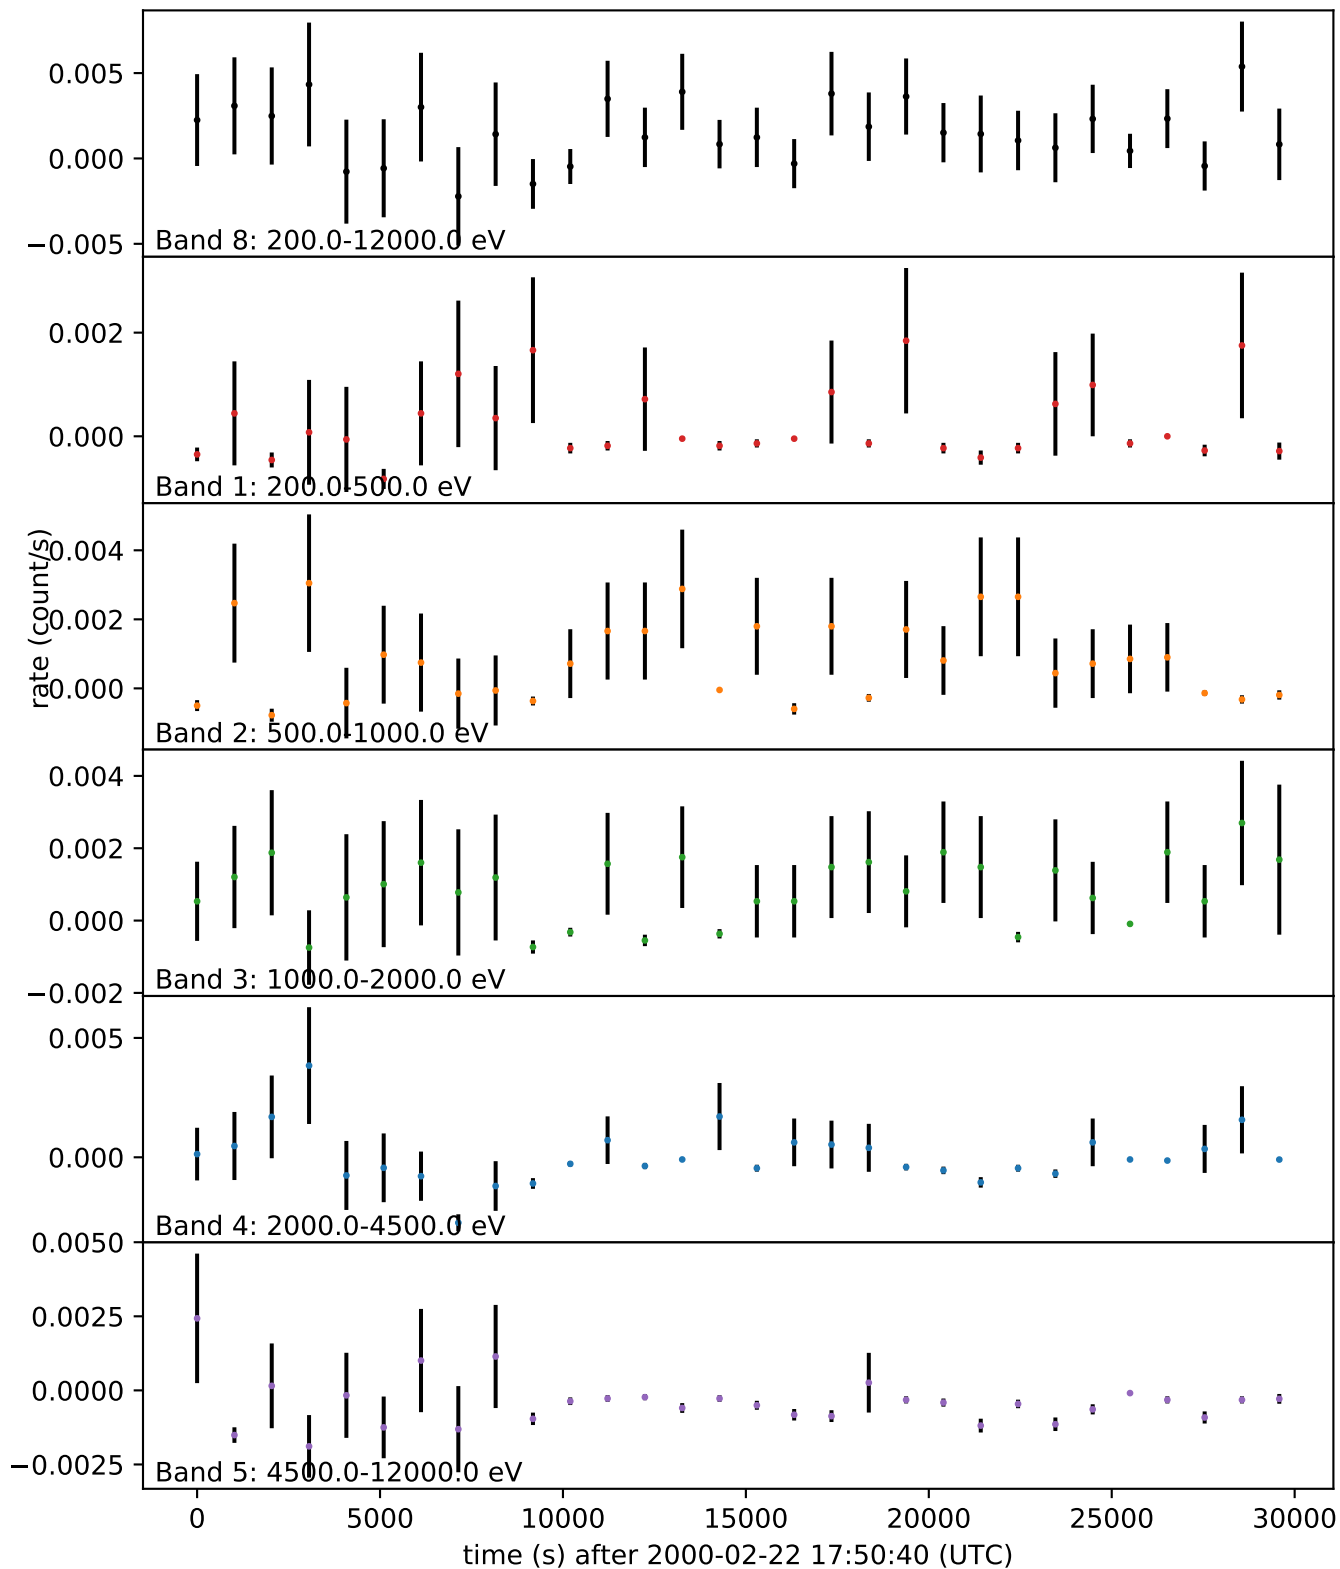 0.005
0.000
−0.005
Band 8: 200.0-12000.0 eV
0.002
0.000
Band 1: 200.0-500.0 eV
rate (count/s)
0.004
0.002
0.000
Band 2: 500.0-1000.0 eV
0.004
0.002
0.000
−0.002
Band 3: 1000.0-2000.0 eV
0.005
0.000
Band 4: 2000.0-4500.0 eV
0.0050
0.0025
0.0000
−0.0025
Band 5: 4500.0-12000.0 eV
0 5000 10000 15000 20000 25000 30000
time (s) after 2000-02-22 17:50:40 (UTC)